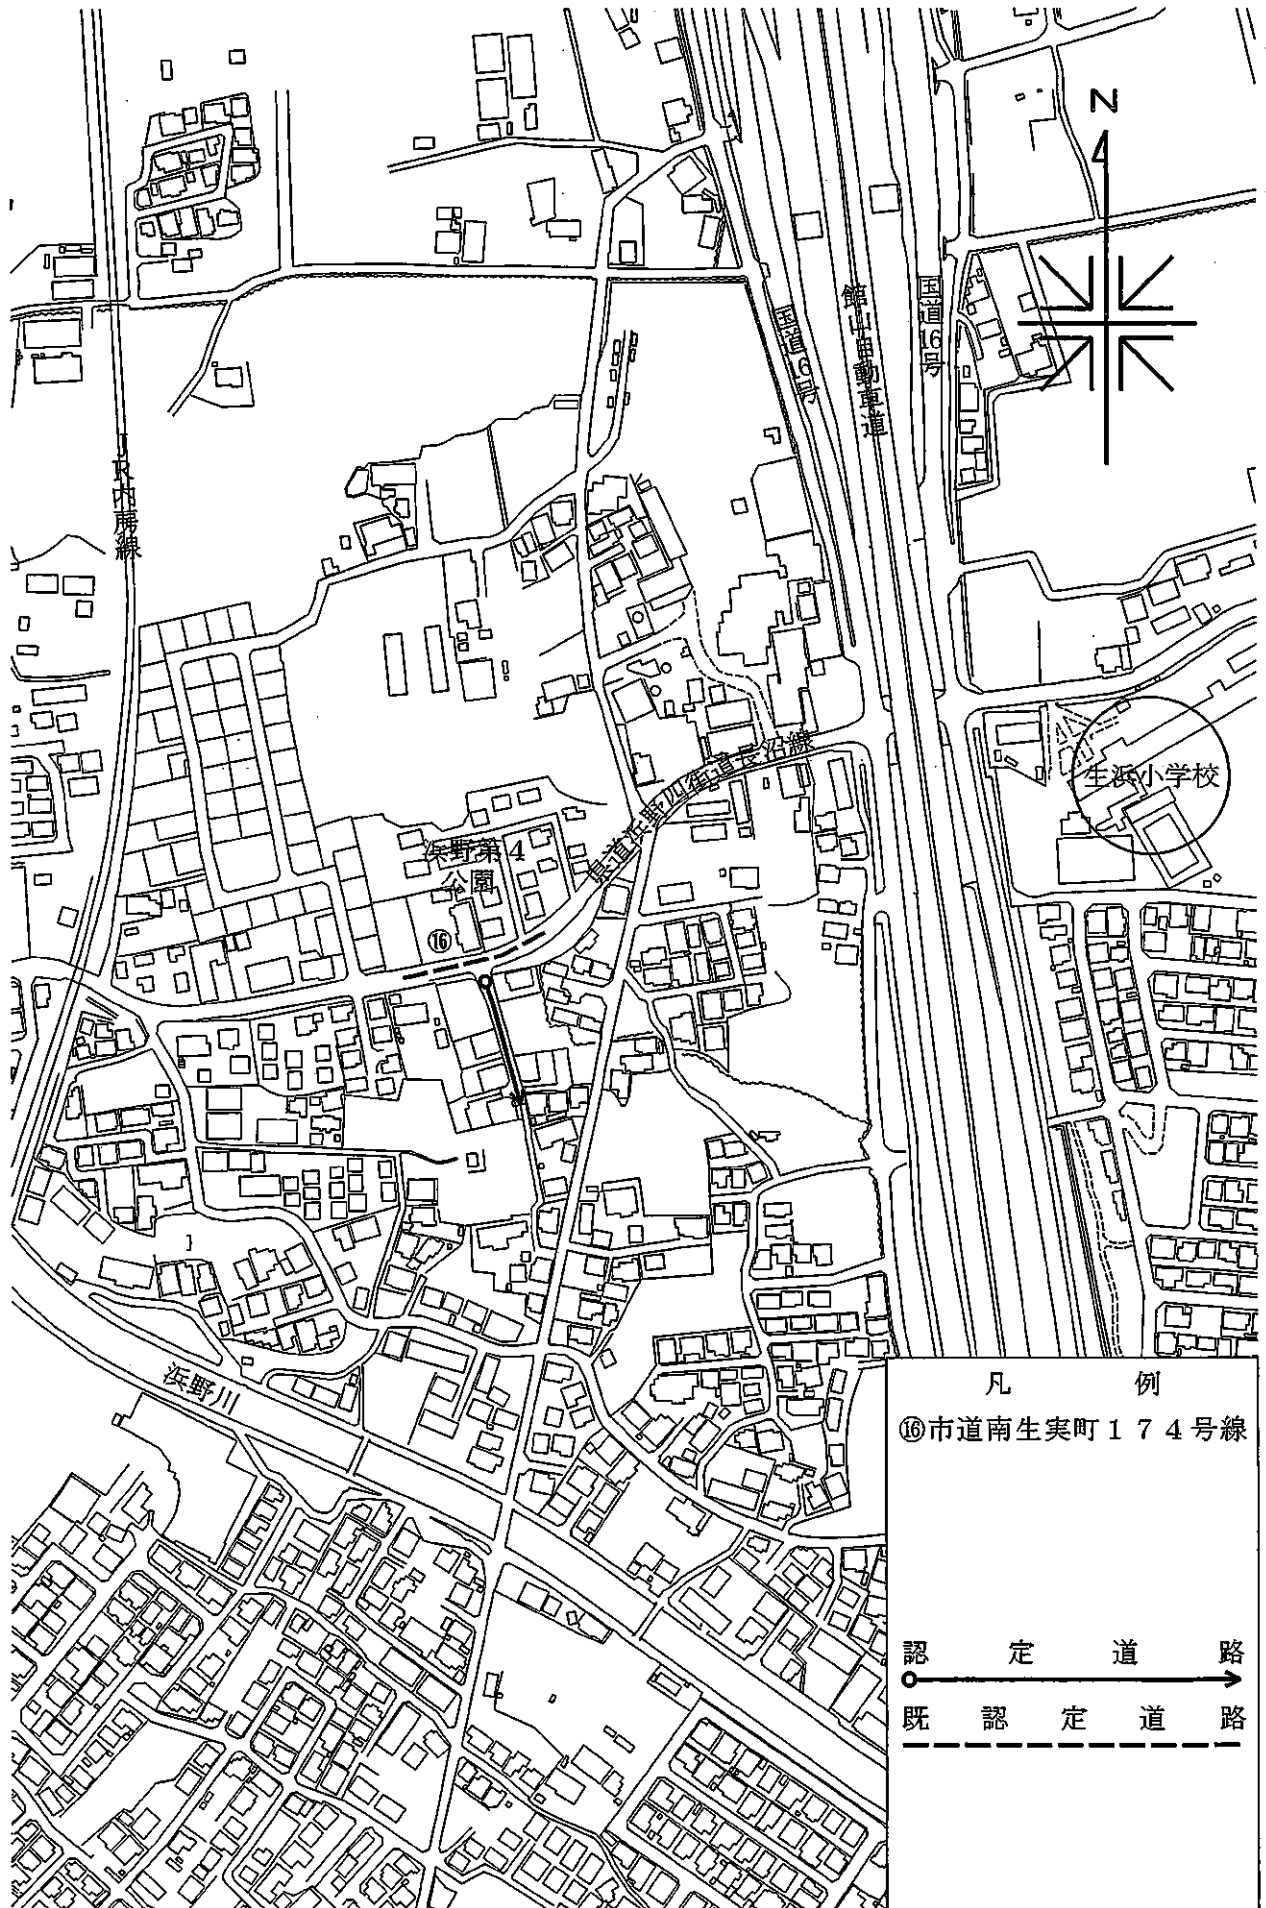 N
国道16号
館山自動車道
国道16号
JR内房線
県道浜野四街道長沼線
生浜小学校
浜野第4
公園
⑯
浜野川
凡例
⑯市道南生実町174号線
認定道路
既認定道路